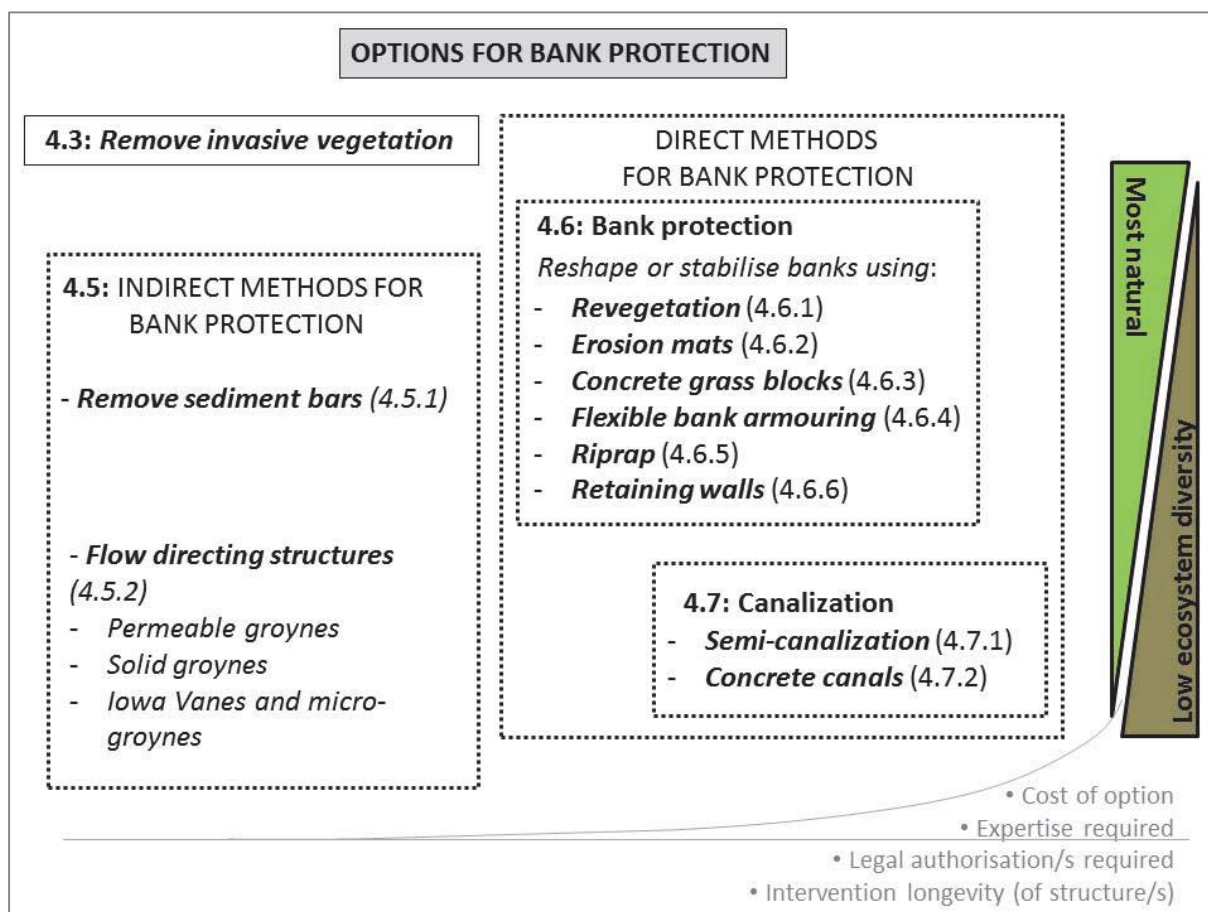 OPTIONS FOR BANK PROTECTION
4.3: Remove invasive vegetation
4.5: INDIRECT METHODS FOR
BANK PROTECTION
- Remove sediment bars (4.5.1)
- Flow directing structures
(4.5.2)
- Permeable groynes
- Solid groynes
- Iowa Vanes and micro-
groynes
DIRECT METHODS
FOR BANK PROTECTION
4.6: Bank protection
Reshape or stabilise banks using:
- Revegetation (4.6.1)
- Erosion mats (4.6.2)
- Concrete grass blocks (4.6.3)
- Flexible bank armouring (4.6.4)
- Riprap (4.6.5)
- Retaining walls (4.6.6)
4.7: Canalization
- Semi-canalization (4.7.1)
- Concrete canals (4.7.2)
Most natural
Low ecosystem diversity
• Cost of option
• Expertise required
• Legal authorisation/s required
• Intervention longevity (of structure/s)